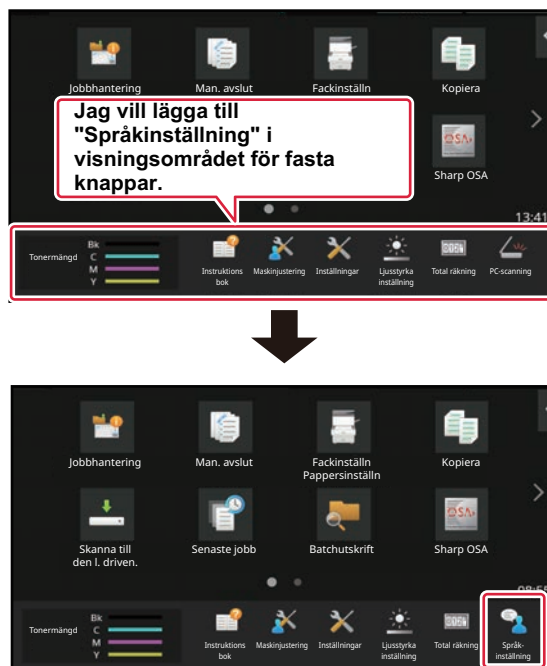 Jobbhantering
Man. avslut
Fackinställn
Kopiera
Jag vill lägga till
"Språkinställning" i
visningsområdet för fasta
knappar.
OSA
Sharp OSA
13:41
Tonermängd
Bk
C
M
Y
Instruktions
bok
Maskinjustering
Inställningar
Ljusstyrka
inställning
Total räkning
PC-scanning
Jobbhantering
Man. avslut
Fackinställn
Pappersinställn
Kopiera
Skanna till
den l. driven.
Senaste jobb
Batchutskrift
OSA
Sharp OSA
Tonermängd
Bk
C
M
Y
Instruktions
bok
Maskinjustering
Inställningar
Ljusstyrka
inställning
Total räkning
Språk-
inställning